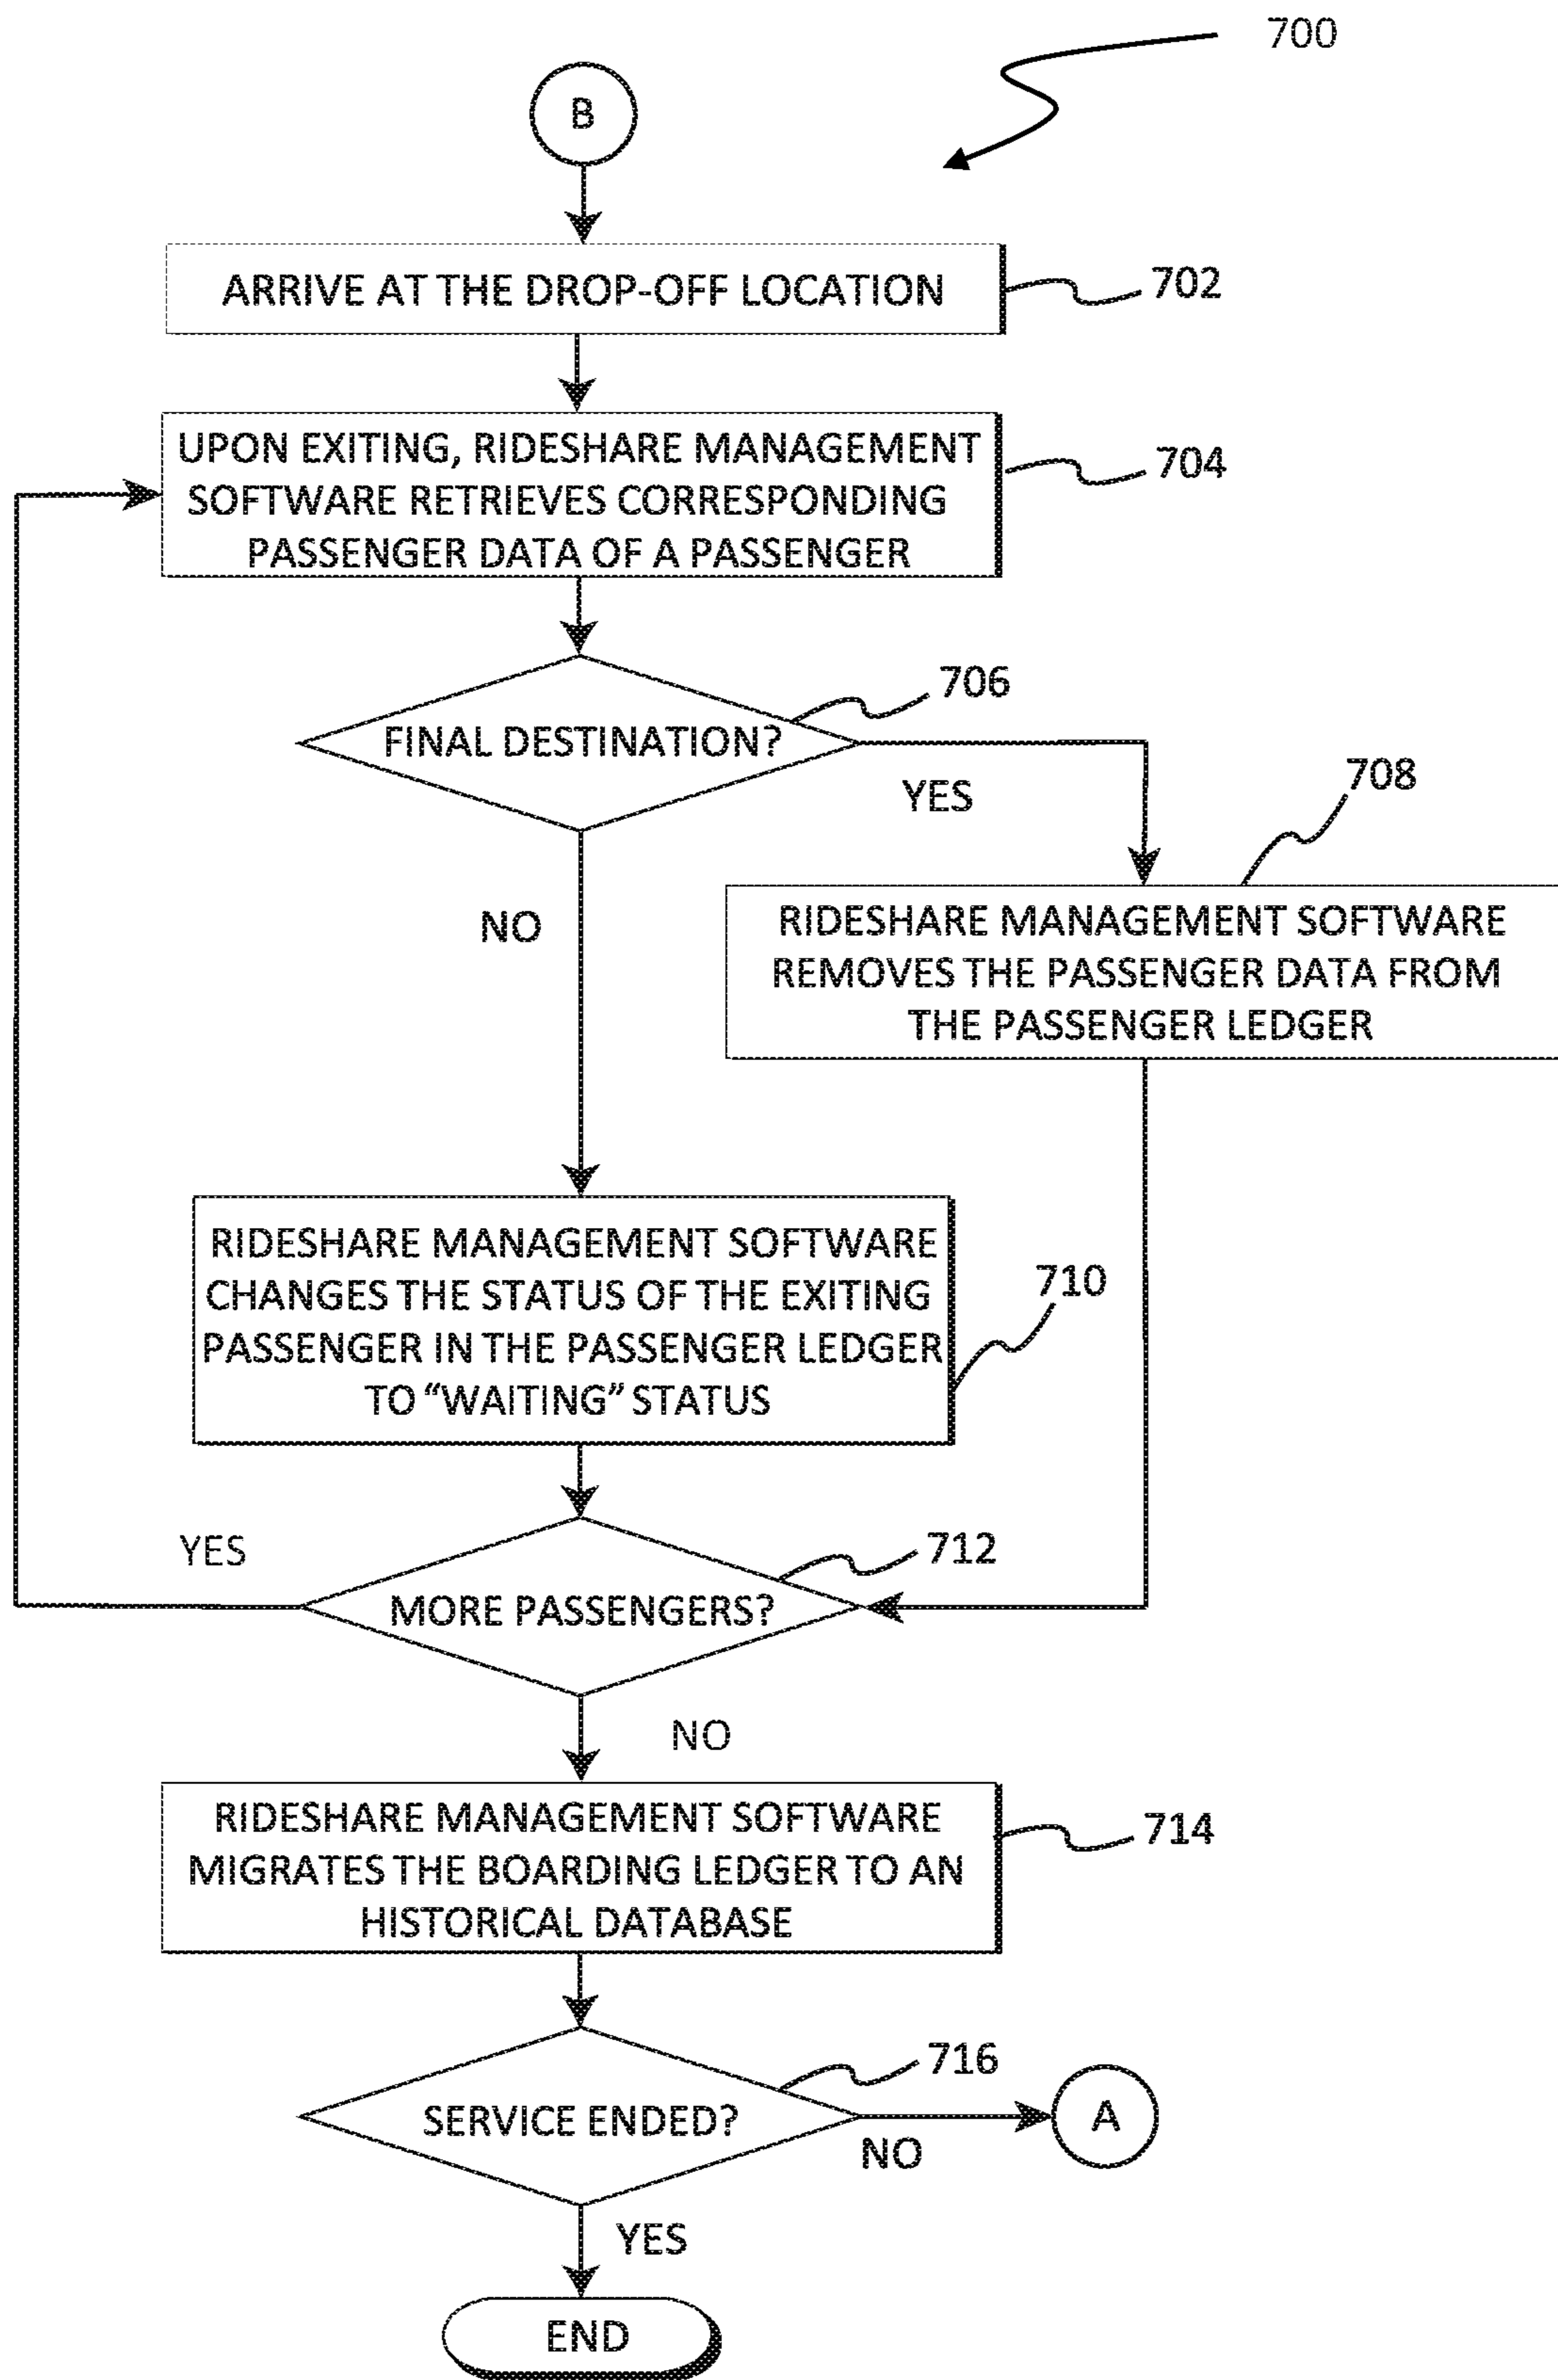 700
B
ARRIVE AT THE DROP-OFF LOCATION
702
UPON EXITING, RIDESHARE MANAGEMENT
SOFTWARE RETRIEVES CORRESPONDING
PASSENGER DATA OF A PASSENGER
704
706
FINAL DESTINATION?
YES
708
NO
RIDESHARE MANAGEMENT SOFTWARE
REMOVES THE PASSENGER DATA FROM
THE PASSENGER LEDGER
RIDESHARE MANAGEMENT SOFTWARE
CHANGES THE STATUS OF THE EXITING
PASSENGER IN THE PASSENGER LEDGER
TO “WAITING” STATUS
710
YES
712
MORE PASSENGERS?
NO
RIDESHARE MANAGEMENT SOFTWARE
MIGRATES THE BOARDING LEDGER TO AN
HISTORICAL DATABASE
714
716
SERVICE ENDED?
NO
A
YES
END